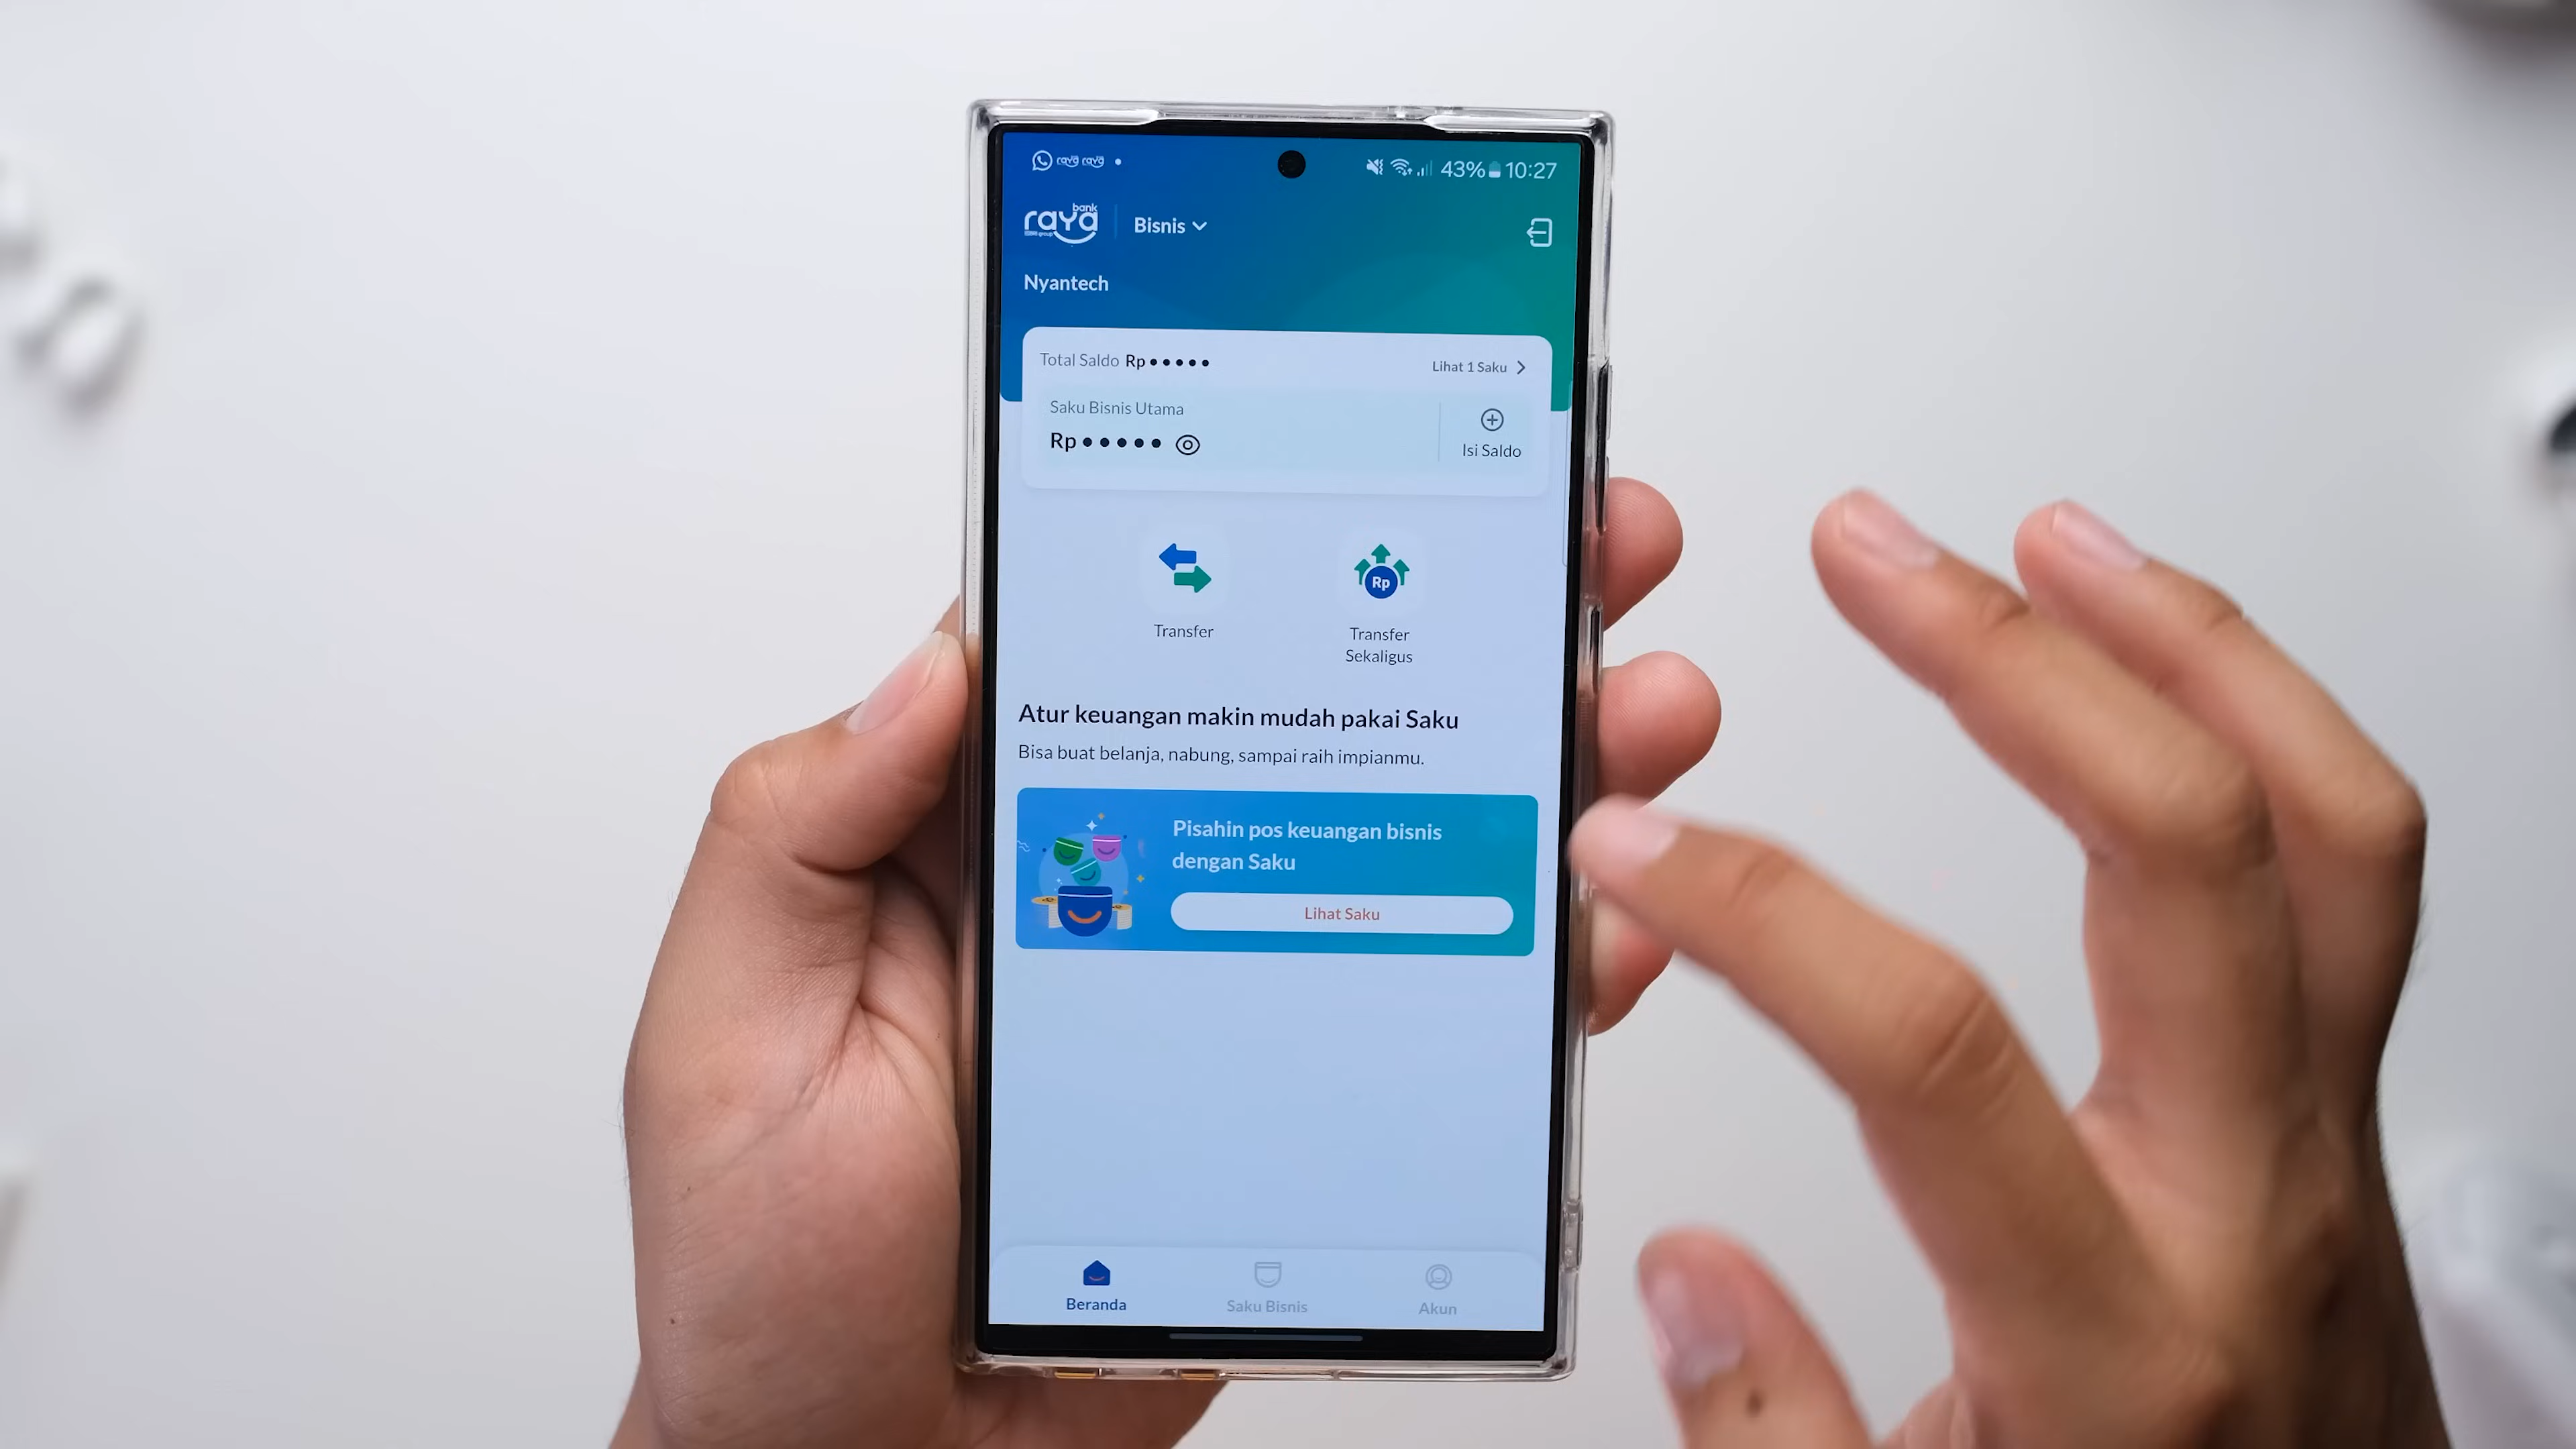 raya raya
43% 10:27
bank
raya
Bisnis
Nyantech
Total Saldo Rp•••••
Lihat 1 Saku
Saku Bisnis Utama
Rp•••••
Isi Saldo
Rp
Transfer
Transfer
Sekaligus
Atur keuangan makin mudah pakai Saku
Bisa buat belanja, nabung, sampai raih impianmu.
Pisahin pos keuangan bisnis
dengan Saku
Lihat Saku
Beranda
Saku Bisnis
Akun